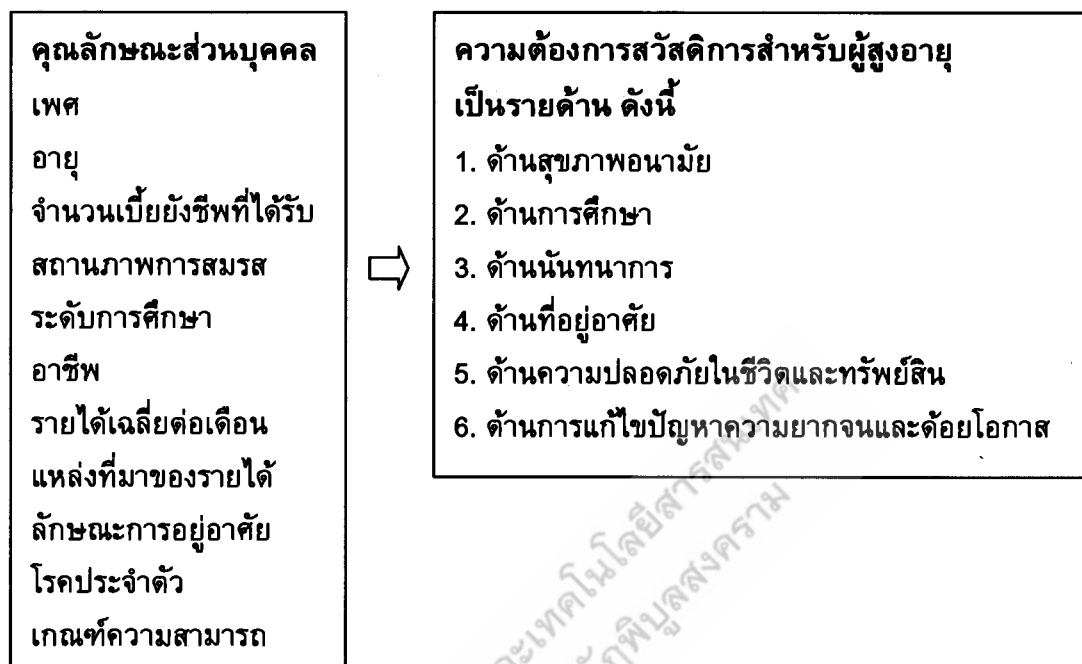 คุณลักษณะส่วนบุคคล
เพศ
อายุ
จำนวนเบี้ยยังชีพที่ได้รับ
สถานภาพการสมรส
ระดับการศึกษา
อาชีพ
รายได้เฉลี่ยต่อเดือน
แหล่งที่มาของรายได้
ลักษณะการอยู่อาศัย
โรคประจำตัว
เกณฑ์ความสามารถ
ความต้องการสวัสดิการสำหรับผู้สูงอายุ
เป็นรายด้าน ดังนี้
1. ด้านสุขภาพอนามัย
2. ด้านการศึกษา
3. ด้านนันทนาการ
4. ด้านที่อยู่อาศัย
5. ด้านความปลอดภัยในชีวิตและทรัพย์สิน
6. ด้านการแก้ไขปัญหาความยากจนและด้อยโอกาส